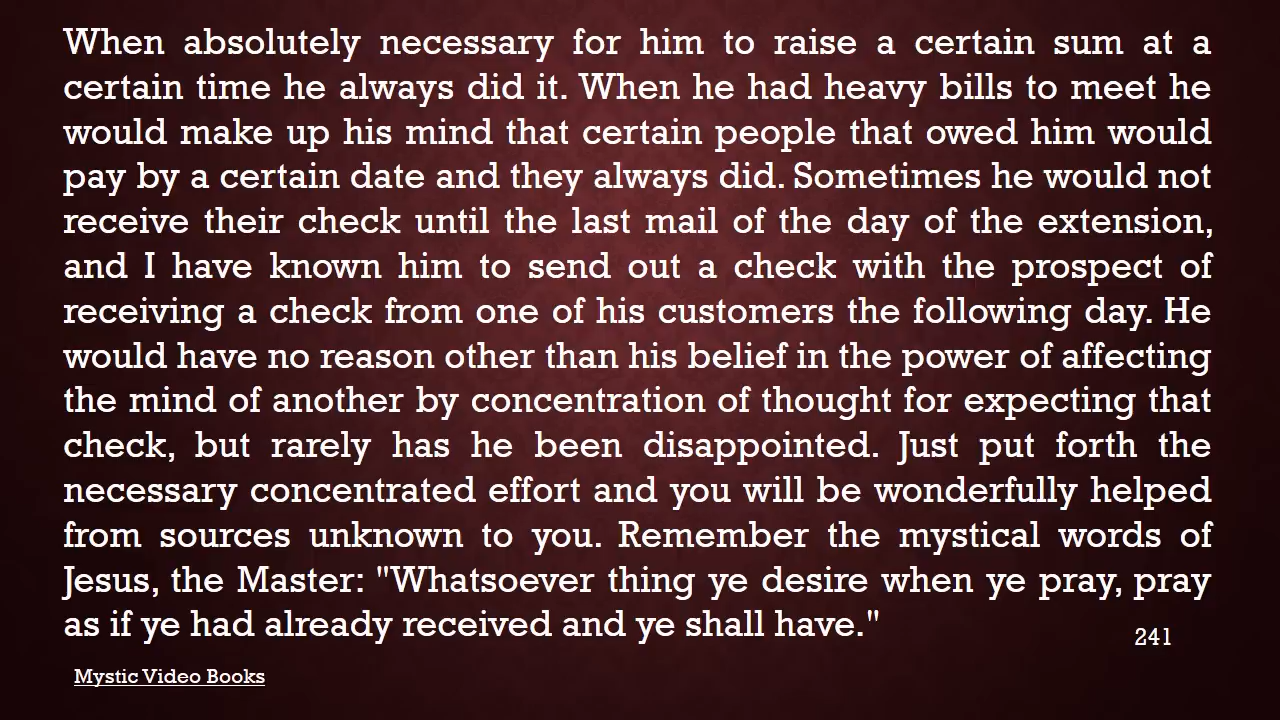 When absolutely necessary for him to raise a certain sum at a
certain time he always did it. When he had heavy bills to meet he
would make up his mind that certain people that owed him would
pay by a certain date and they always did. Sometimes he would not
receive their check until the last mail of the day of the extension,
and I have known him to send out a check with the prospect of
receiving a check from one of his customers the following day. He
would have no reason other than his belief in the power of affecting
the mind of another by concentration of thought for expecting that
check, but rarely has he been disappointed. Just put forth the
necessary concentrated effort and you will be wonderfully helped
from sources unknown to you. Remember the mystical words of
Jesus, the Master: "Whatsoever thing ye desire when ye pray, pray
as if ye had already received and ye shall have."
241
Mystic Video Books